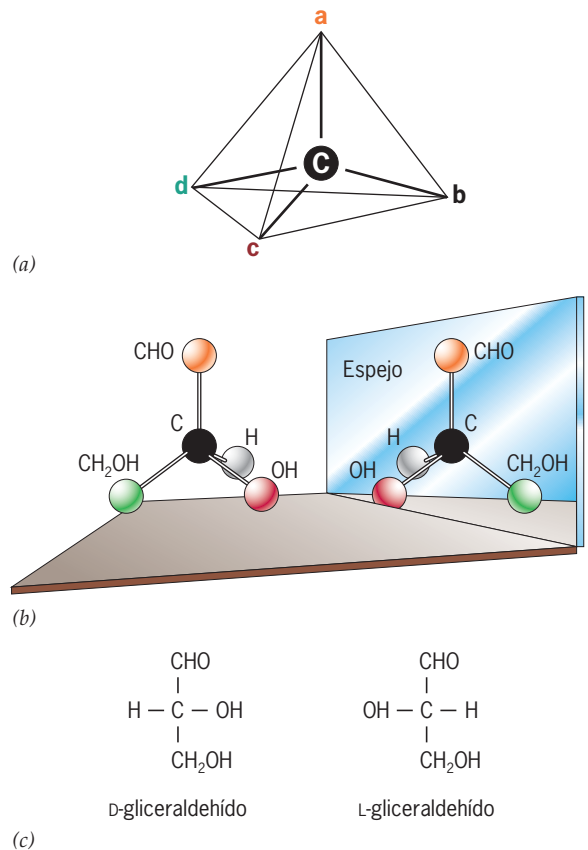 a
C
d
b
c
(a)
CHO
Espejo
CHO
C
C
H
H
CH₂OH
OH
OH
CH₂OH
(b)
CHO CHO
H – C – OH OH – C – H
CH₂OH CH₂OH
D-gliceraldehído L-gliceraldehído
(c)